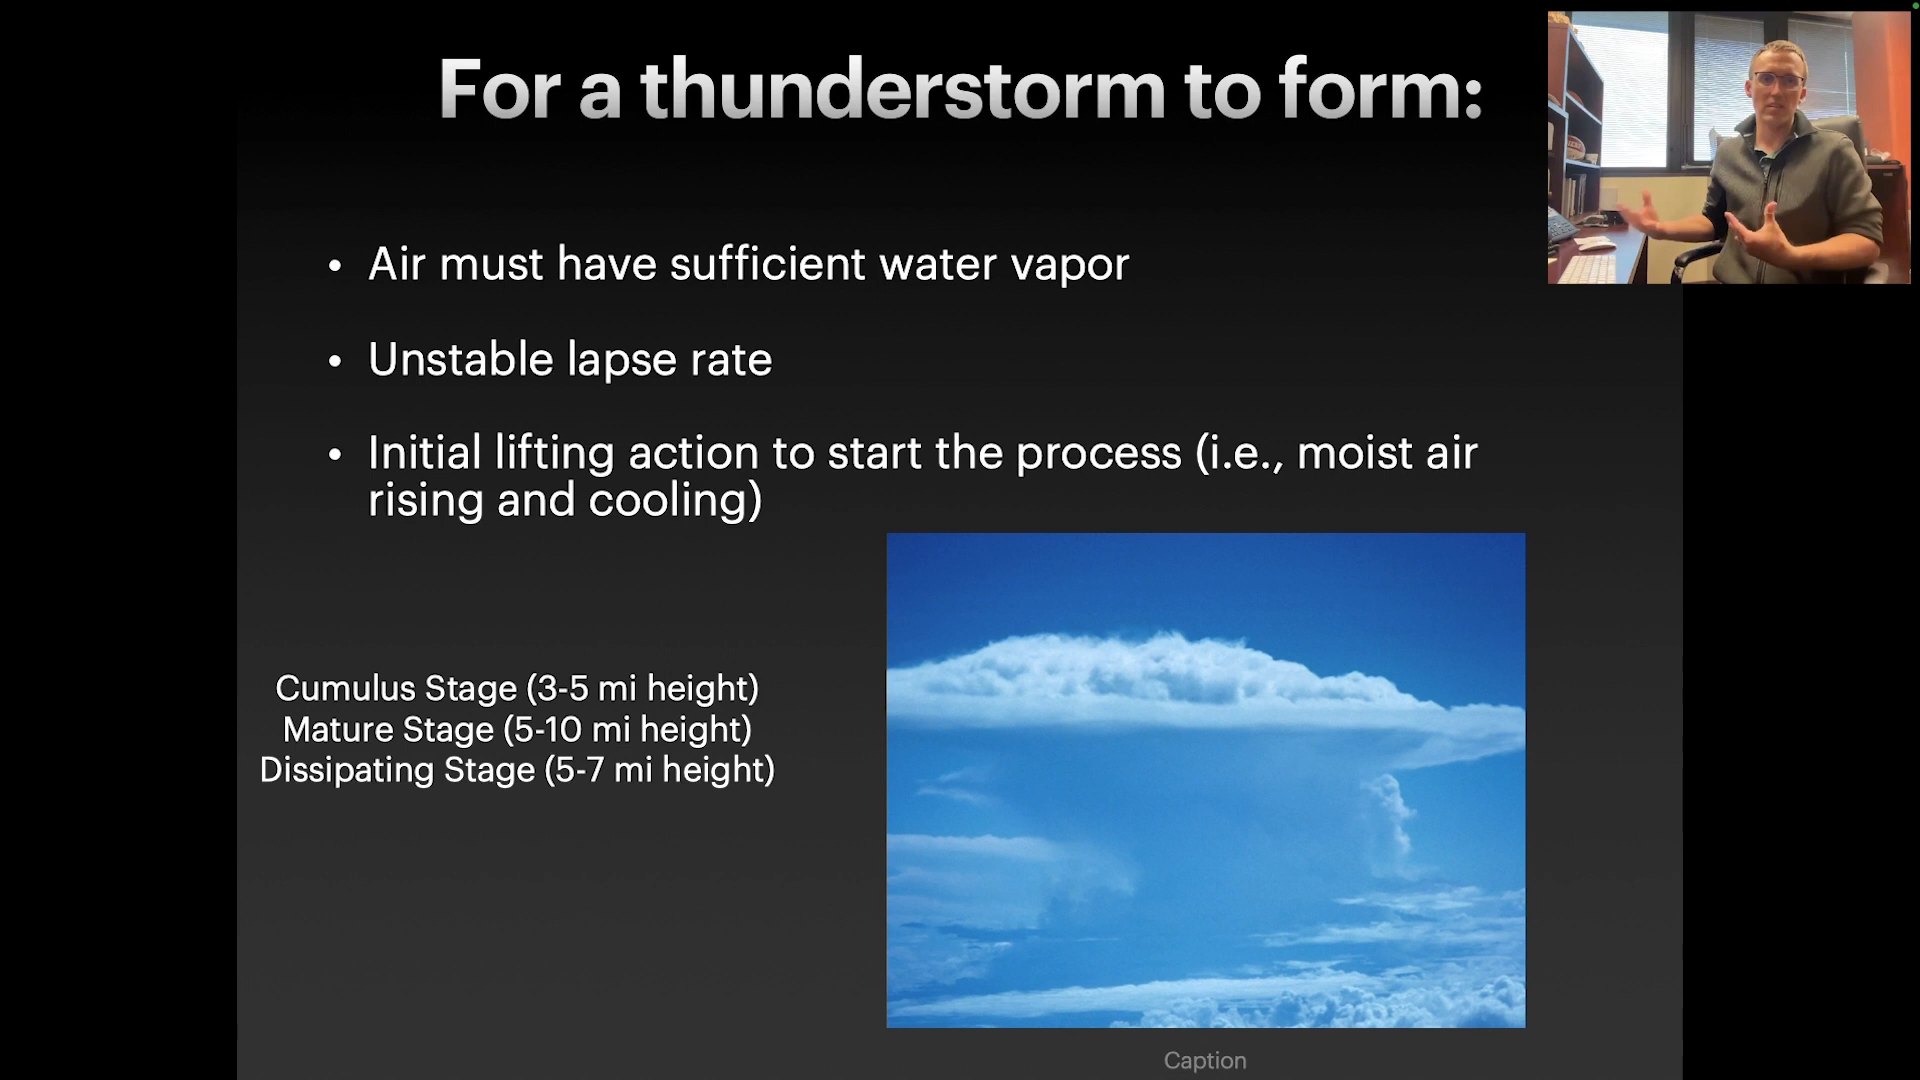 For a thunderstorm to form:
• Air must have sufficient water vapor
• Unstable lapse rate
• Initial lifting action to start the process (i.e., moist air
rising and cooling)
Cumulus Stage (3-5 mi height)
Mature Stage (5-10 mi height)
Dissipating Stage (5-7 mi height)
Caption